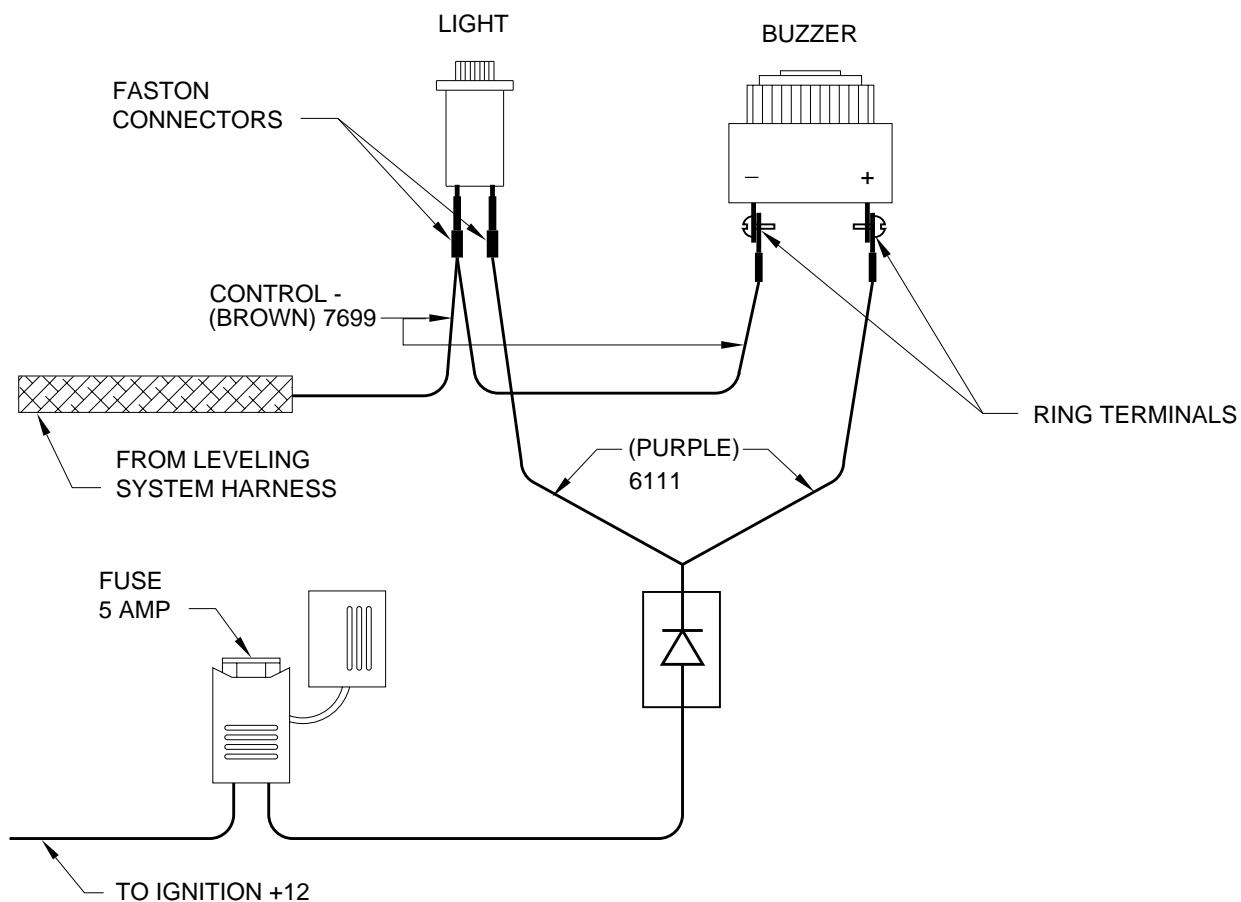 LIGHT
BUZZER
FASTON
CONNECTORS
– +
CONTROL -
(BROWN) 7699
RING TERMINALS
FROM LEVELING
SYSTEM HARNESS
(PURPLE)
6111
FUSE
5 AMP
TO IGNITION +12